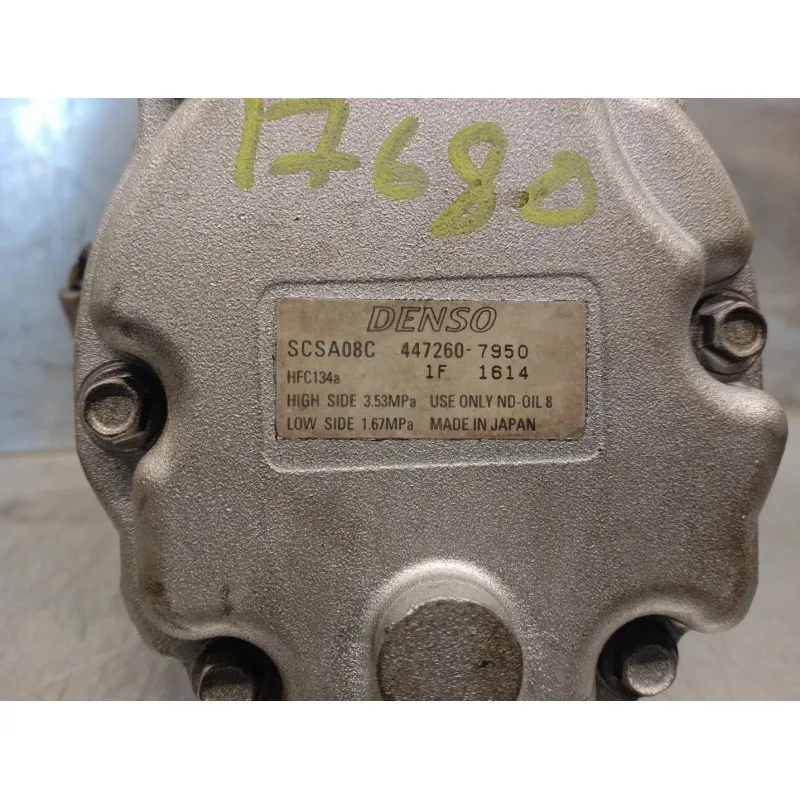 17680
DENSO
SCSA08C 447260-7950
HFC134a 1F 1614
HIGH SIDE 3.53MPa USE ONLY ND-OIL 8
LOW SIDE 1.67MPa MADE IN JAPAN